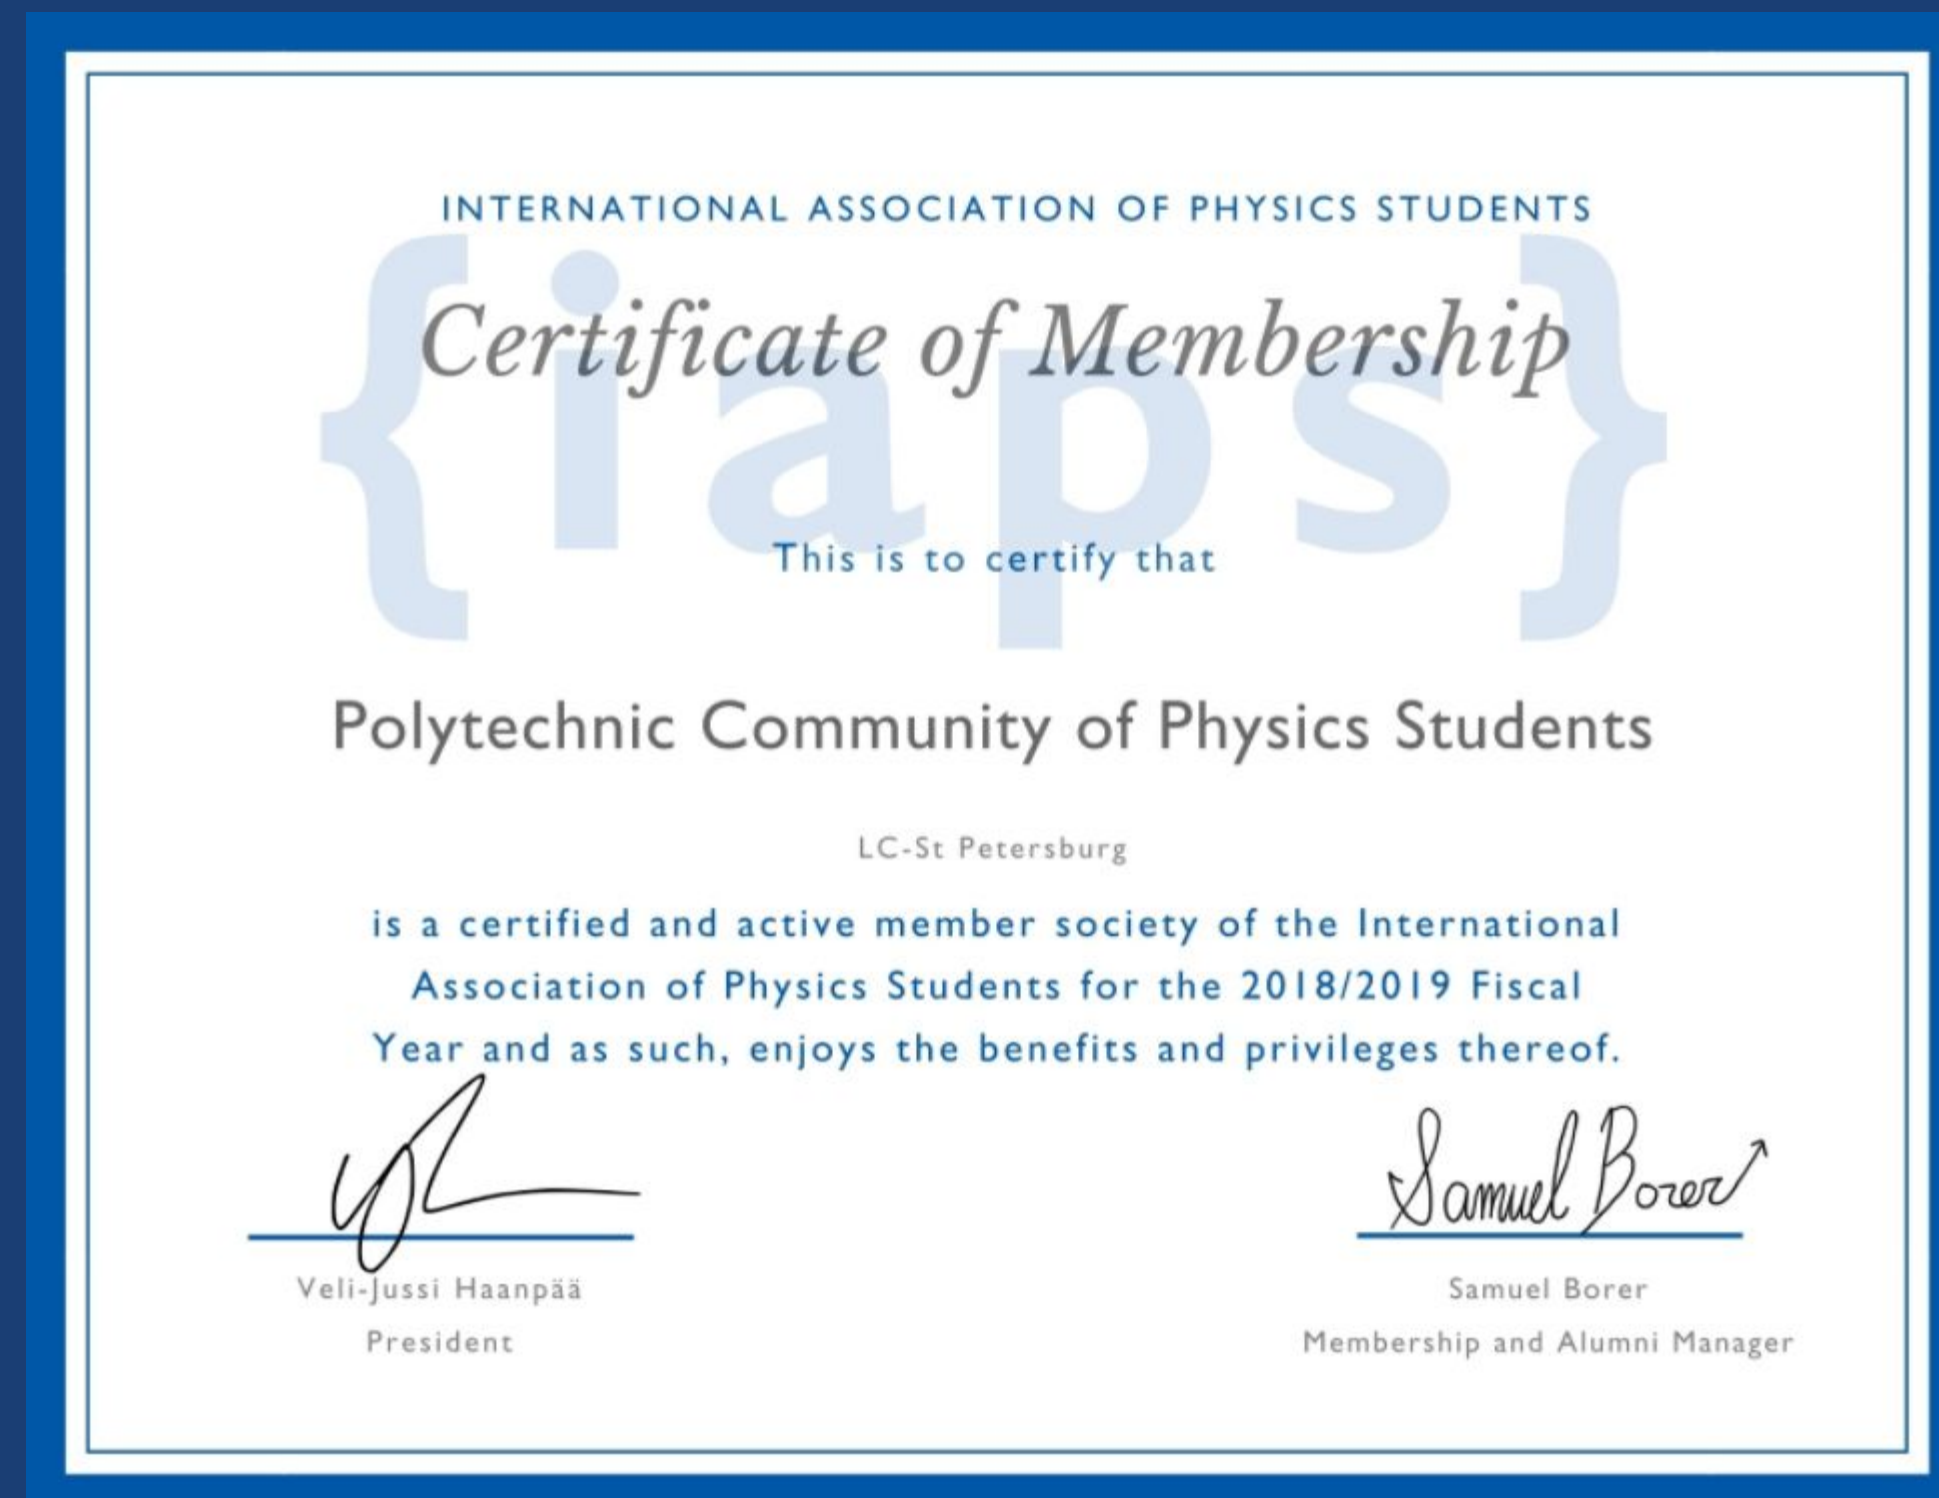 INTERNATIONAL ASSOCIATION OF PHYSICS STUDENTS
{iaps}
Certificate of Membership
This is to certify that
Polytechnic Community of Physics Students
LC-St Petersburg
is a certified and active member society of the International
Association of Physics Students for the 2018/2019 Fiscal
Year and as such, enjoys the benefits and privileges thereof.
Samuel Borer
Veli-Jussi Haanpää
President
Samuel Borer
Membership and Alumni Manager